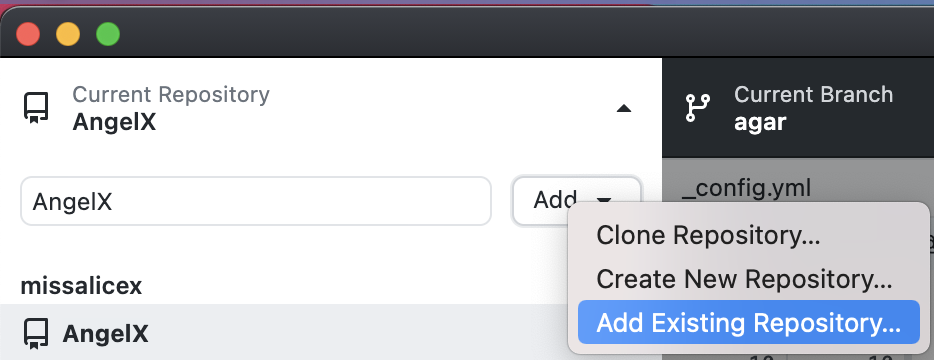 Current Repository
AngelX
Current Branch
agar
AngelX
Add
_config.yml
Clone Repository...
Create New Repository...
Add Existing Repository...
missalicex
AngelX